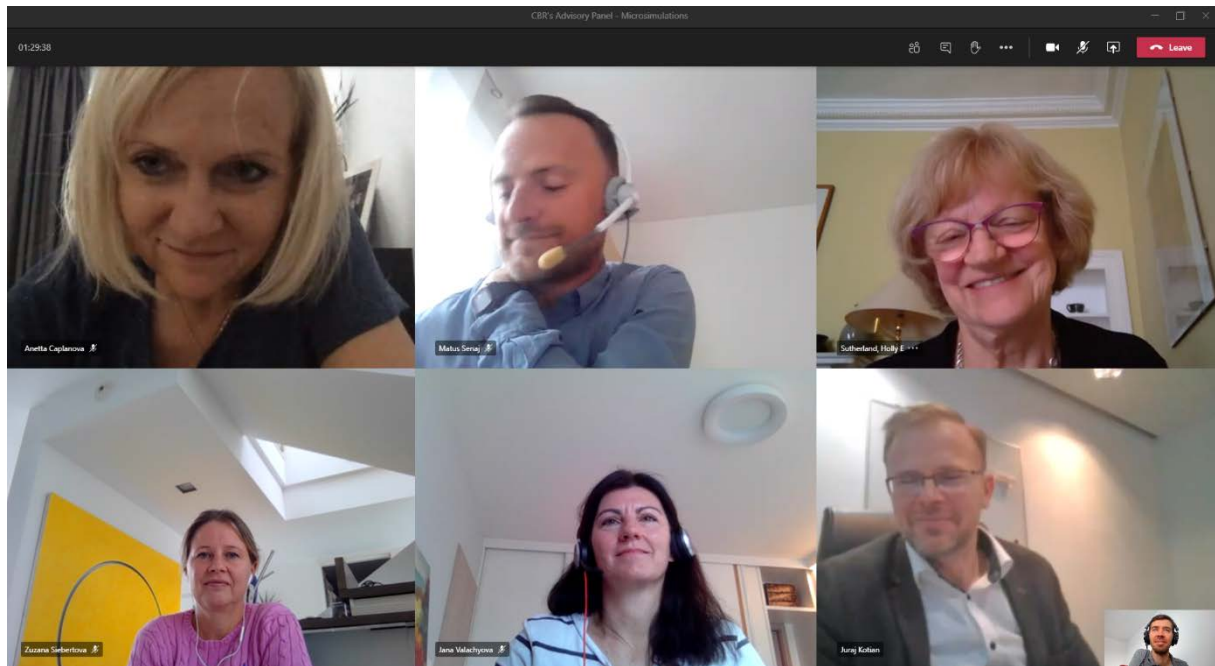 CBR's Advisory Panel - Microsimulations
01:29:38
Leave
Anetta Caplanova
Matus Senaj
Sutherland, Holly E ...
Zuzana Siebertova
Jana Valachyova
Juraj Kotian